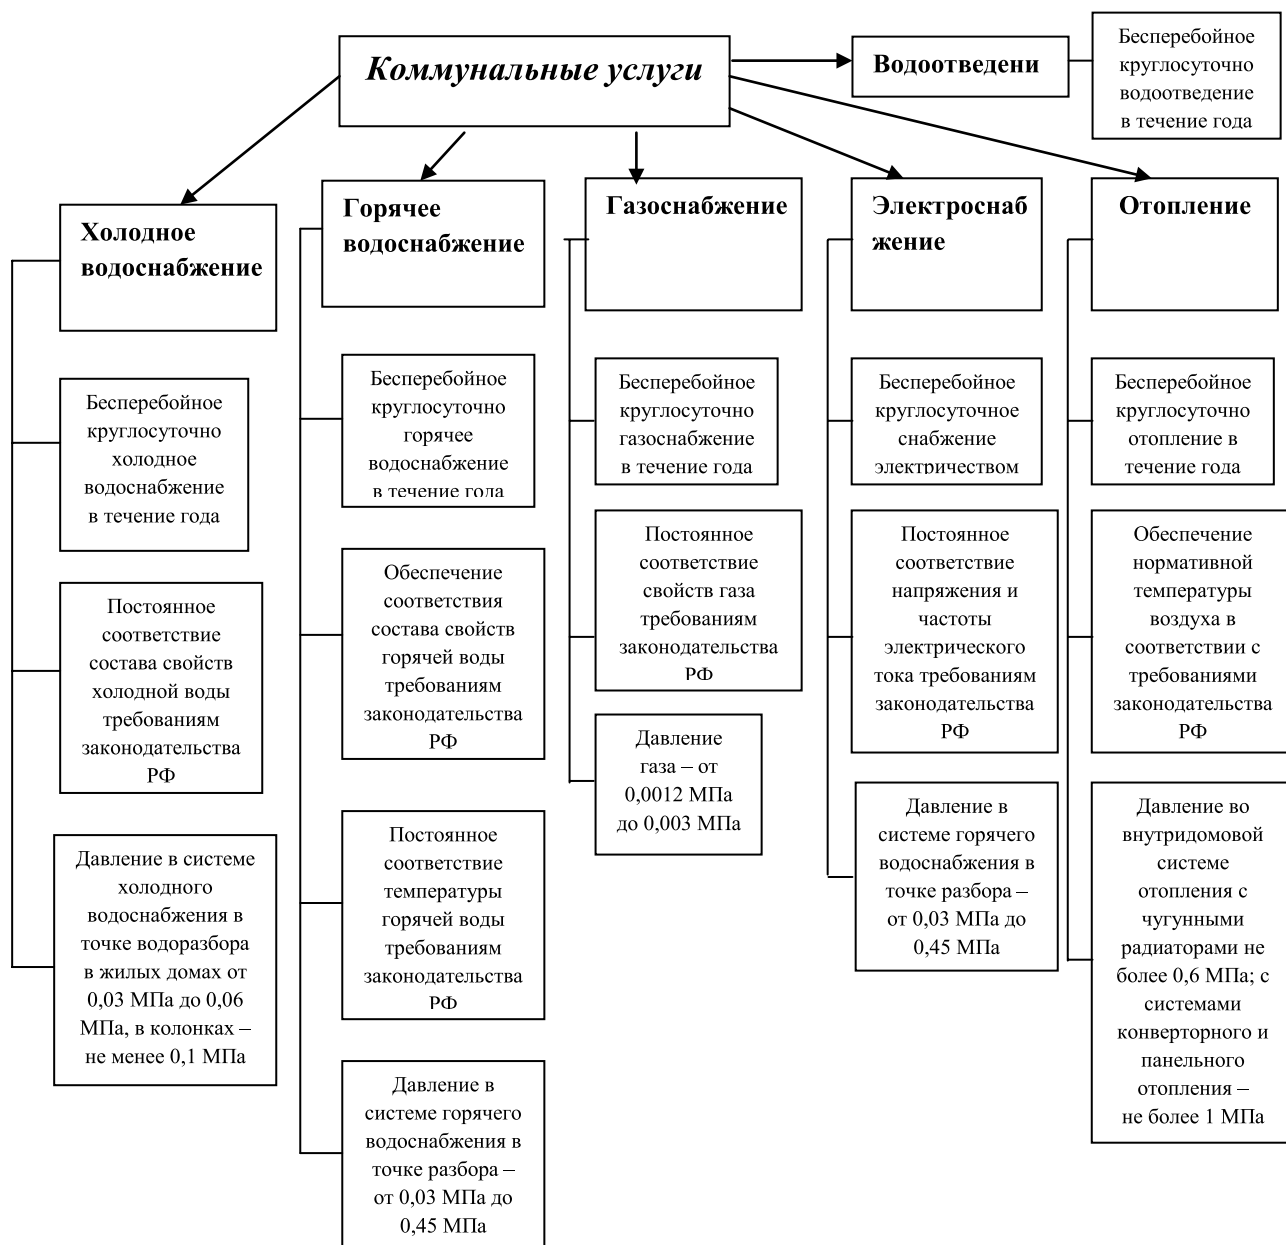 Коммунальные услуги
Водоотведени
Бесперебойное
круглосуточно
водоотведение
в течение года
Холодное
водоснабжение
Бесперебойное
круглосуточно
холодное
водоснабжение
в течение года
Постоянное
соответствие
состава свойств
холодной воды
требованиям
законодательства
РФ
Давление в системе
холодного
водоснабжения в
точке водоразбора
в жилых домах от
0,03 МПа до 0,06
МПа, в колонках –
не менее 0,1 МПа
Горячее
водоснабжение
Бесперебойное
круглосуточно
горячее
водоснабжение
в течение года
Обеспечение
соответствия
состава свойств
горячей воды
требованиям
законодательства
РФ
Постоянное
соответствие
температуры
горячей воды
требованиям
законодательства
РФ
Давление в
системе горячего
водоснабжения в
точке разбора –
от 0,03 МПа до
0,45 МПа
Газоснабжение
Бесперебойное
круглосуточно
газоснабжение
в течение года
Постоянное
соответствие
свойств газа
требованиям
законодательства
РФ
Давление
газа – от
0,0012 МПа
до 0,003 МПа
Электроснаб
жение
Бесперебойное
круглосуточное
снабжение
электричеством
Постоянное
соответствие
напряжения и
частоты
электрического
тока требованиям
законодательства
РФ
Давление в
системе горячего
водоснабжения в
точке разбора –
от 0,03 МПа до
0,45 МПа
Отопление
Бесперебойное
круглосуточно
отопление в
течение года
Обеспечение
нормативной
температуры
воздуха в
соответствии с
требованиями
законодательства
РФ
Давление во
внутридомовой
системе
отопления с
чугунными
радиаторами не
более 0,6 МПа; с
системами
конверторного и
панельного
отопления –
не более 1 МПа